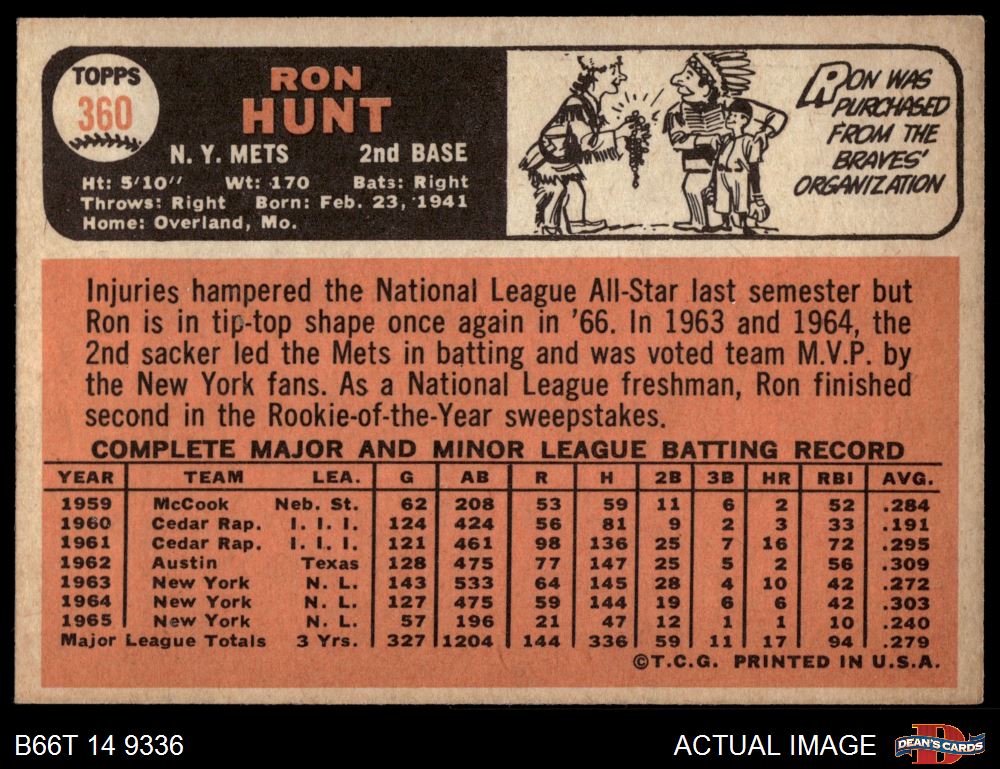 TOPPS
360
RON
HUNT
N. Y. METS 2nd BASE
Ht: 5'10" Wt: 170 Bats: Right
Throws: Right Born: Feb. 23, 1941
Home: Overland, Mo.
RON WAS
PURCHASED
FROM THE
BRAVES'
ORGANIZATION
Injuries hampered the National League All-Star last semester but
Ron is in tip-top shape once again in '66. In 1963 and 1964, the
2nd sacker led the Mets in batting and was voted team M.V.P. by
the New York fans. As a National League freshman, Ron finished
second in the Rookie-of-the-Year sweepstakes.
COMPLETE MAJOR AND MINOR LEAGUE BATTING RECORD
YEAR TEAM LEA. G AB R H 2B 3B HR RBI AVG.
1959 McCook Neb. St. 62 208 53 59 11 6 2 52 .284
1960 Cedar Rap. I. I. I. 124 424 56 81 9 2 3 33 .191
1961 Cedar Rap. I. I. I. 121 461 98 136 25 7 16 72 .295
1962 Austin Texas 128 475 77 147 25 5 2 56 .309
1963 New York N. L. 143 533 64 145 28 4 10 42 .272
1964 New York N. L. 127 475 59 144 19 6 6 42 .303
1965 New York N. L. 57 196 21 47 12 1 1 10 .240
Major League Totals 3 Yrs. 327 1204 144 336 59 11 17 94 .279
©T.C.G. PRINTED IN U.S.A.
B66T 14 9336
ACTUAL IMAGE
D
DEAN'S CARDS